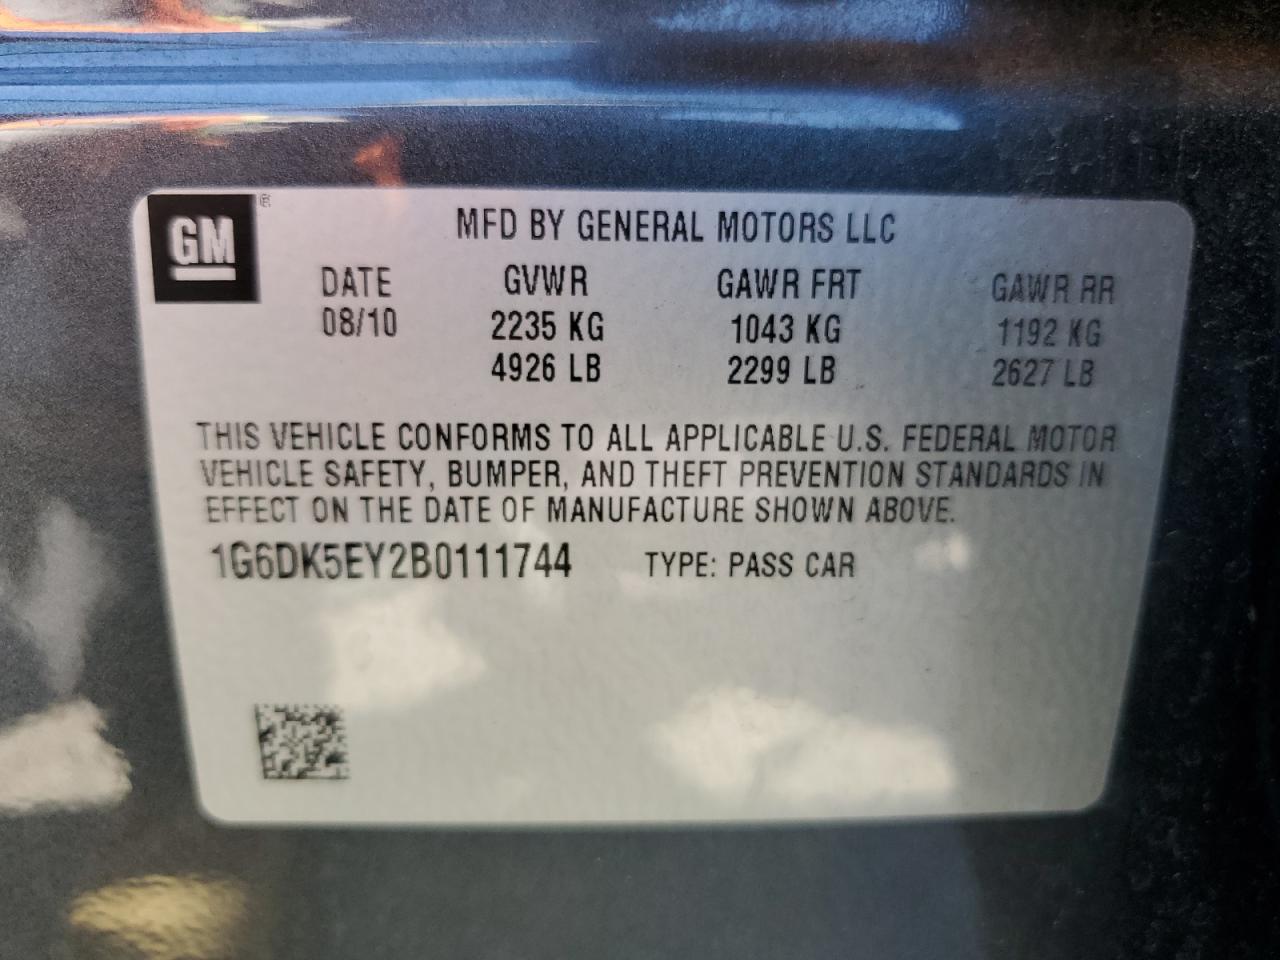 GM ®
MFD BY GENERAL MOTORS LLC
DATE GVWR GAWR FRT GAWR RR
08/10 2235 KG 1043 KG 1192 KG
4926 LB 2299 LB 2627 LB
THIS VEHICLE CONFORMS TO ALL APPLICABLE U.S. FEDERAL MOTOR
VEHICLE SAFETY, BUMPER, AND THEFT PREVENTION STANDARDS IN
EFFECT ON THE DATE OF MANUFACTURE SHOWN ABOVE.
1G6DK5EY2B0111744 TYPE: PASS CAR